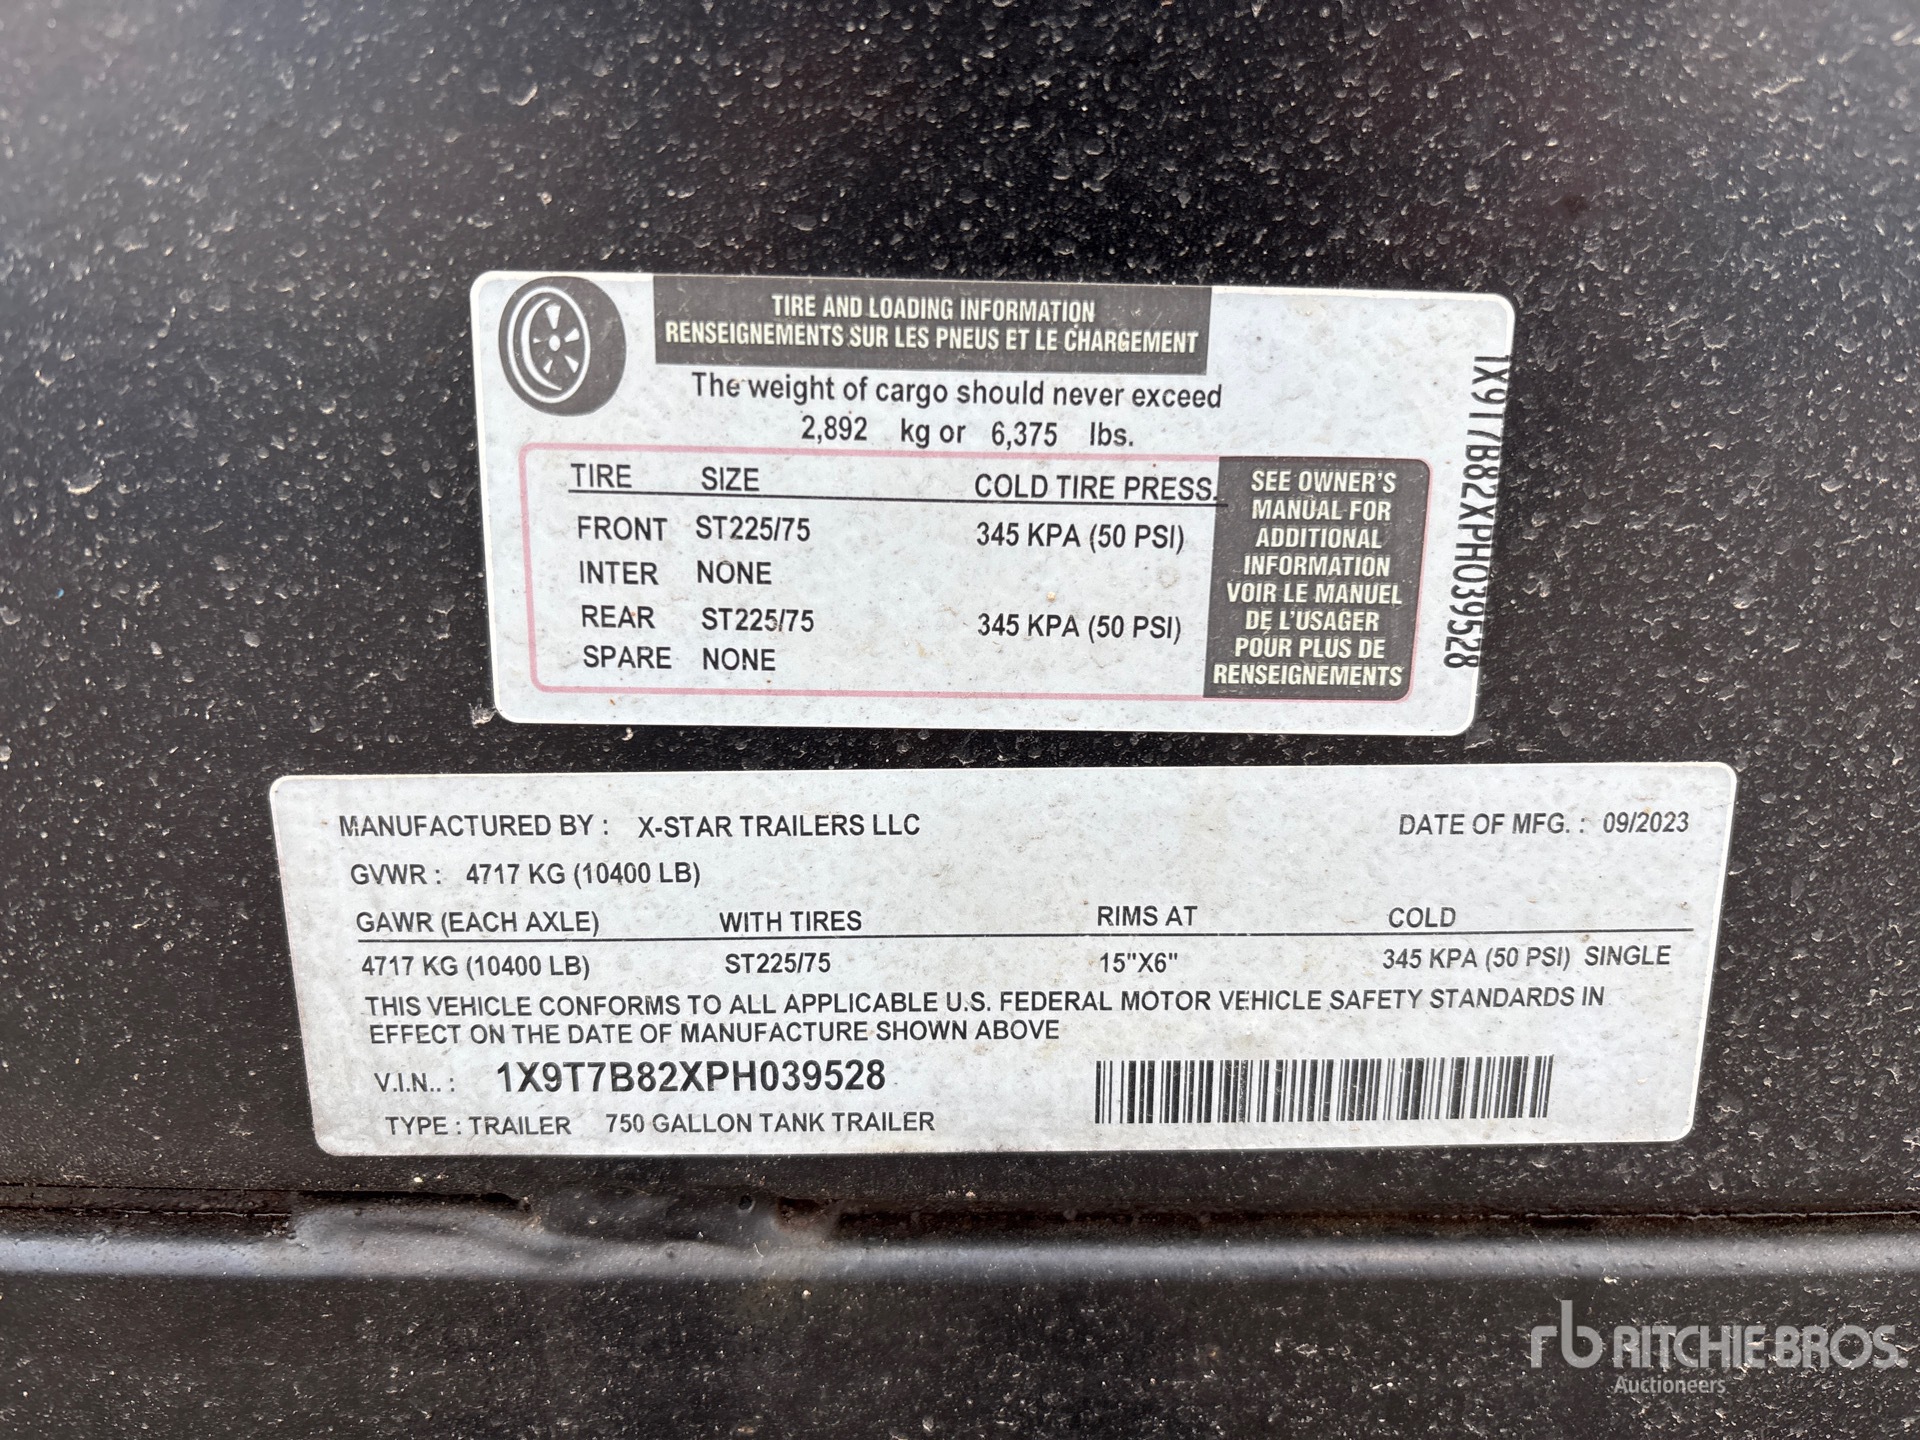 TIRE AND LOADING INFORMATION
RENSEIGNEMENTS SUR LES PNEUS ET LE CHARGEMENT
The weight of cargo should never exceed
2,892 kg or 6,375 lbs.
TIRE SIZE COLD TIRE PRESS.
FRONT ST225/75 345 KPA (50 PSI)
INTER NONE
REAR ST225/75 345 KPA (50 PSI)
SPARE NONE
SEE OWNER'S
MANUAL FOR
ADDITIONAL
INFORMATION
VOIR LE MANUEL
DE L'USAGER
POUR PLUS DE
RENSEIGNEMENTS
1X9T7B82XPH039528
MANUFACTURED BY : X-STAR TRAILERS LLC DATE OF MFG. : 09/2023
GVWR : 4717 KG (10400 LB)
GAWR (EACH AXLE) WITH TIRES RIMS AT COLD
4717 KG (10400 LB) ST225/75 15"X6" 345 KPA (50 PSI) SINGLE
THIS VEHICLE CONFORMS TO ALL APPLICABLE U.S. FEDERAL MOTOR VEHICLE SAFETY STANDARDS IN
EFFECT ON THE DATE OF MANUFACTURE SHOWN ABOVE
V.I.N.. : 1X9T7B82XPH039528
TYPE : TRAILER 750 GALLON TANK TRAILER
rb RITCHIE BROS.
Auctioneers